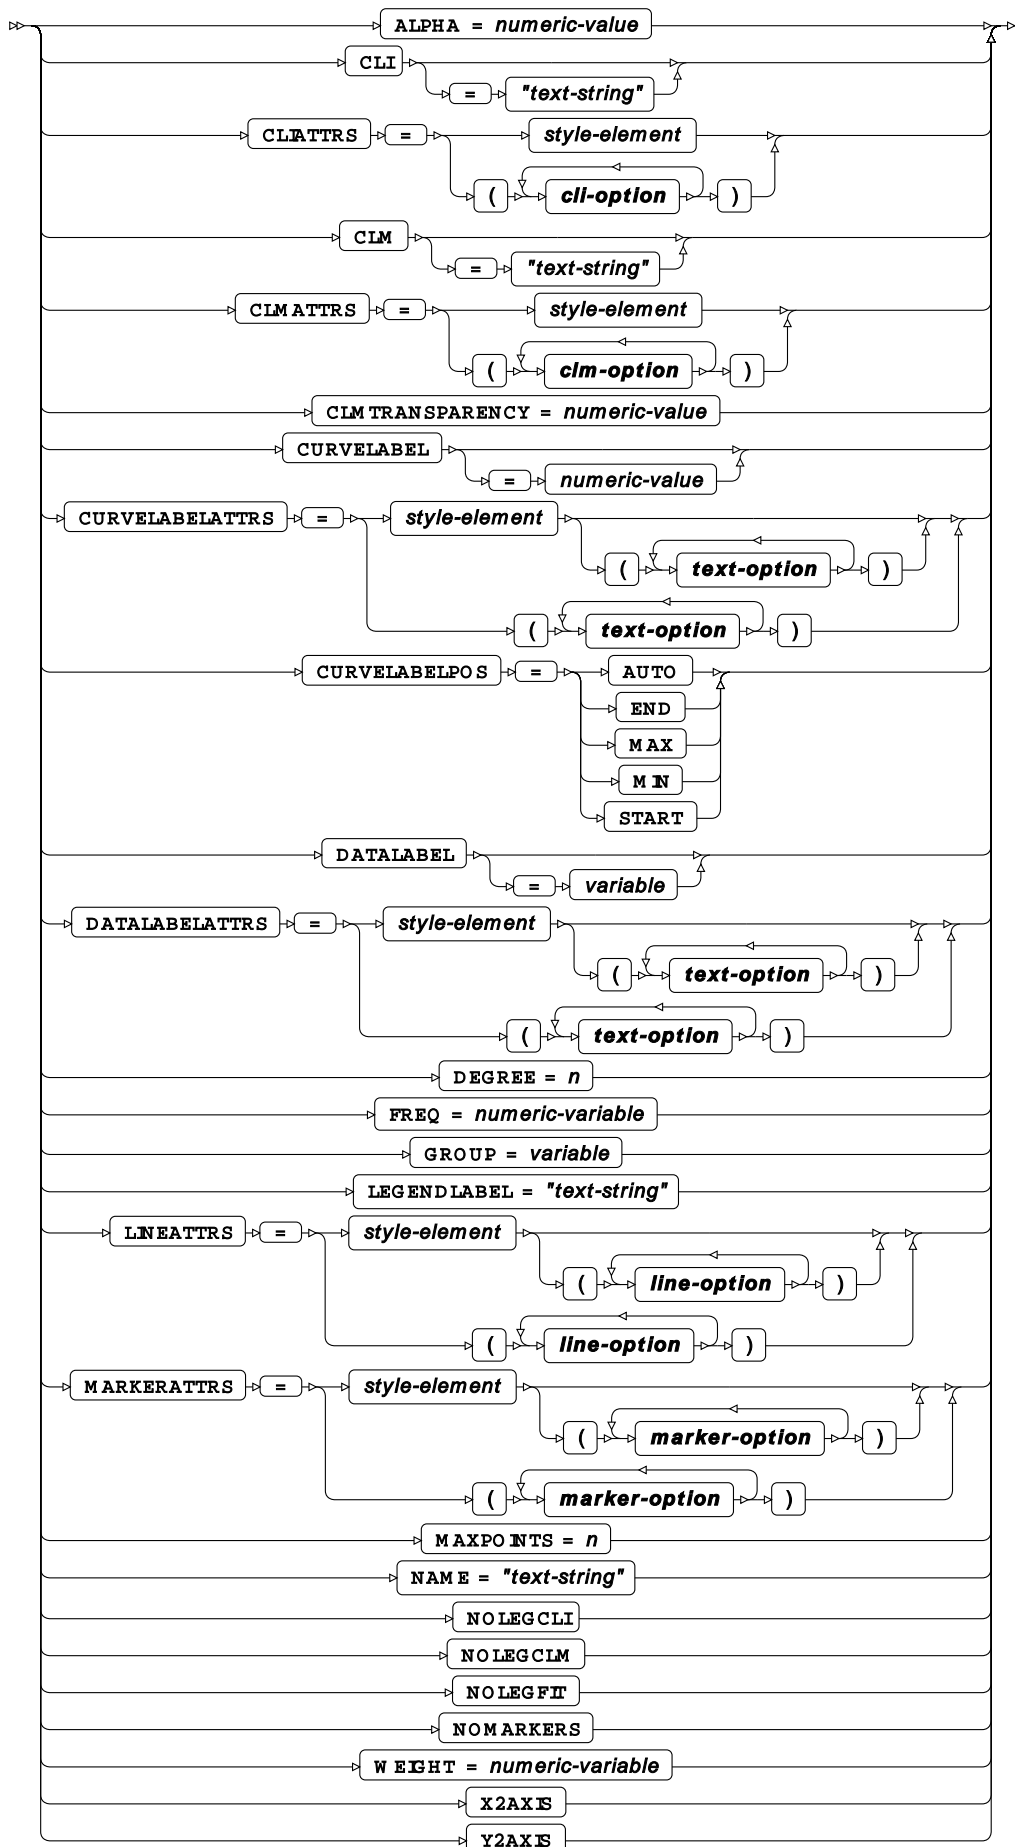 ALPHA = numeric-value
CLI
= "text-string"
CLIATTRS = style-element
( cli-option )
CLM
= "text-string"
CLMATTRS = style-element
( clm-option )
CLMTRANSPARENCY = numeric-value
CURVELABEL
= numeric-value
CURVELABELATTRS = style-element
( text-option )
( text-option )
CURVELABELPOS = AUTO
END
MAX
MIN
START
DATALABEL
= variable
DATALABELATTRS = style-element
( text-option )
( text-option )
DEGREE = n
FREQ = numeric-variable
GROUP = variable
LEGENDLABEL = "text-string"
LINEATTRS = style-element
( line-option )
( line-option )
MARKERATTRS = style-element
( marker-option )
( marker-option )
MAXPOINTS = n
NAME = "text-string"
NOLEGCLI
NOLEGCLM
NOLEGFIT
NOMARKERS
WEIGHT = numeric-variable
X2AXIS
Y2AXIS